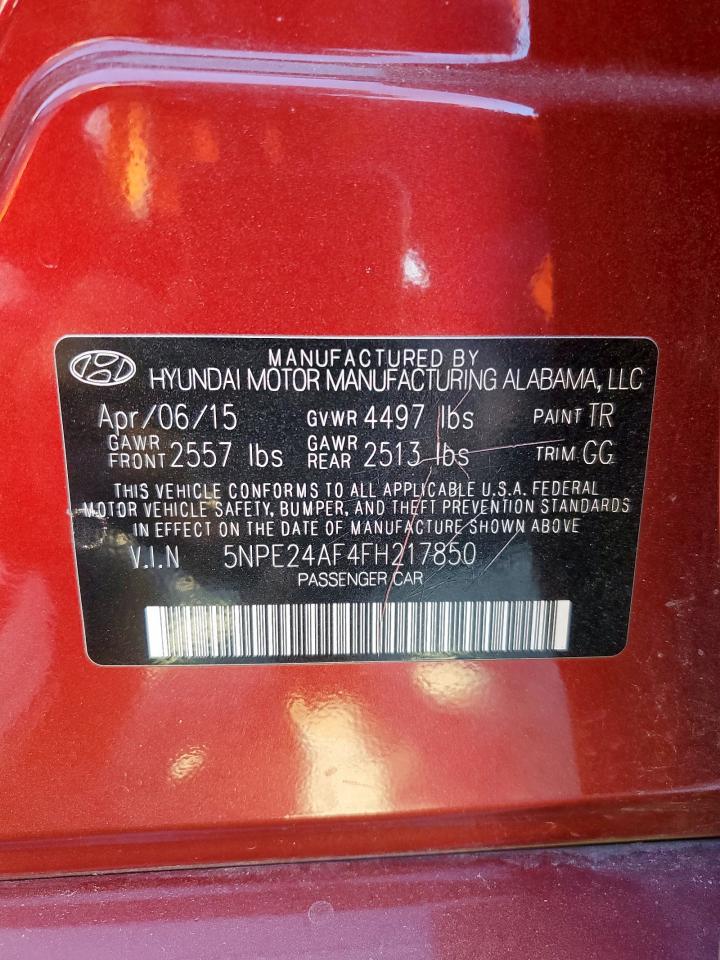 MANUFACTURED BY
HYUNDAI MOTOR MANUFACTURING ALABAMA, LLC
Apr/06/15 GVWR 4497 lbs PAINT TR
GAWR FRONT 2557 lbs GAWR REAR 2513 lbs TRIM GG
THIS VEHICLE CONFORMS TO ALL APPLICABLE U.S.A. FEDERAL
MOTOR VEHICLE SAFETY, BUMPER, AND THEFT PREVENTION STANDARDS
IN EFFECT ON THE DATE OF MANUFACTURE SHOWN ABOVE
V.I.N 5NPE24AF4FH217850
PASSENGER CAR